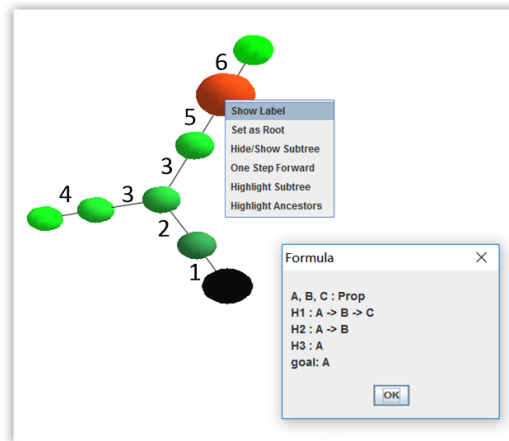 6
5
3
4
3
2
1
Show Label
Set as Root
Hide/Show Subtree
One Step Forward
Highlight Subtree
Highlight Ancestors
Formula
A, B, C : Prop
H1 : A -> B -> C
H2 : A -> B
H3 : A
goal: A
OK